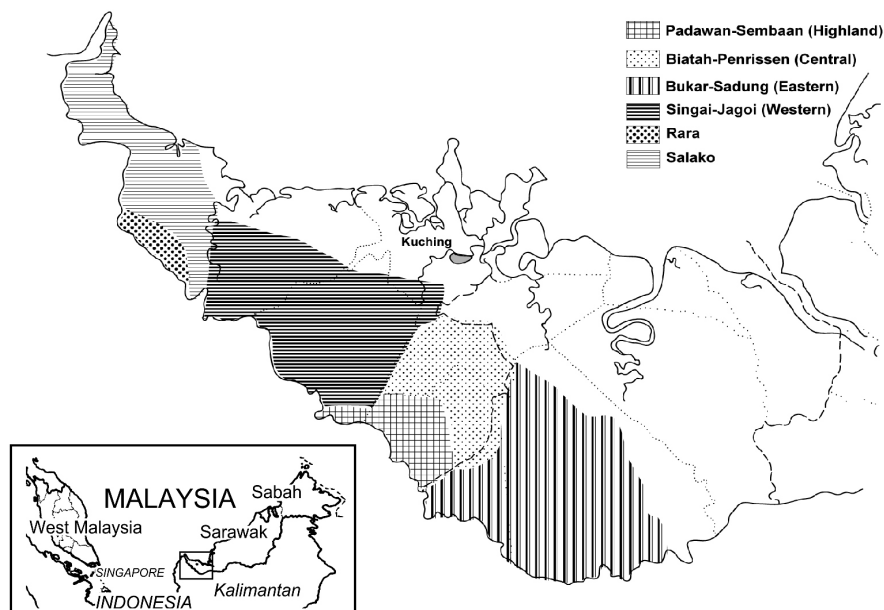 Padawan-Sembaan (Highland)
Biatah-Penrissen (Central)
Bukar-Sadung (Eastern)
Singai-Jagoi (Western)
Rara
Salako
Kuching
MALAYSIA
Sabah
West Malaysia
Sarawak
SINGAPORE
Kalimantan
INDONESIA